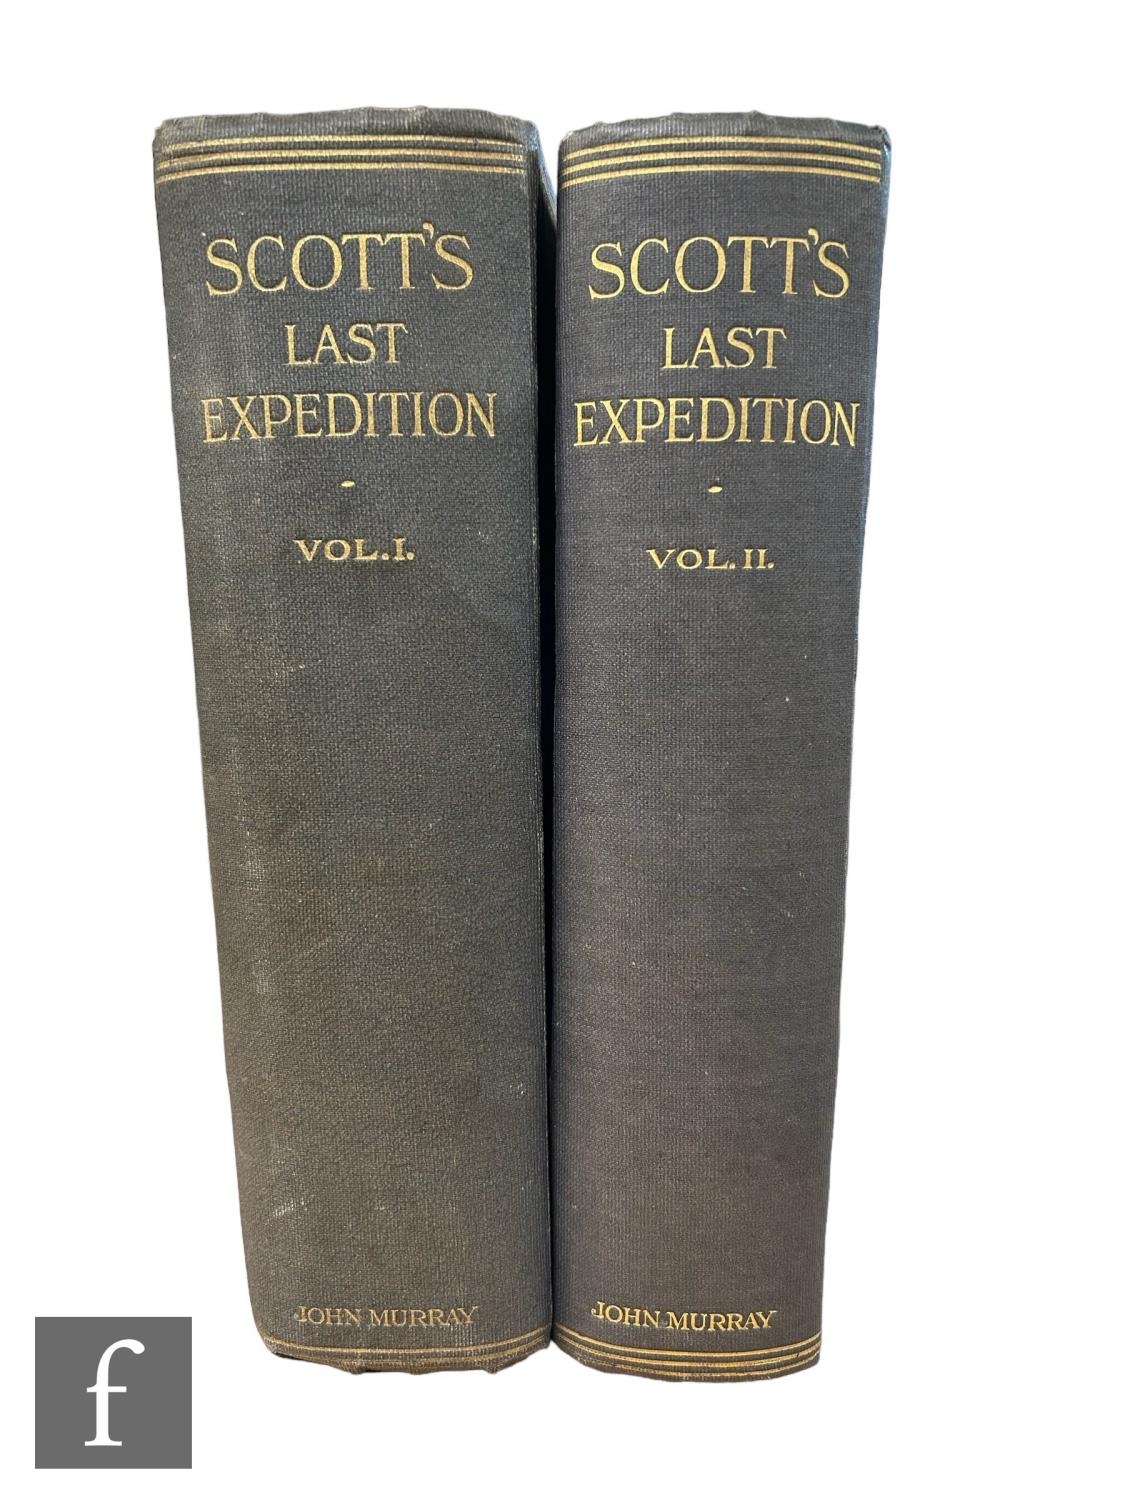 SCOTT'S
LAST
EXPEDITION
VOL. I.
JOHN MURRAY
SCOTT'S
LAST
EXPEDITION
VOL. II.
JOHN MURRAY
f